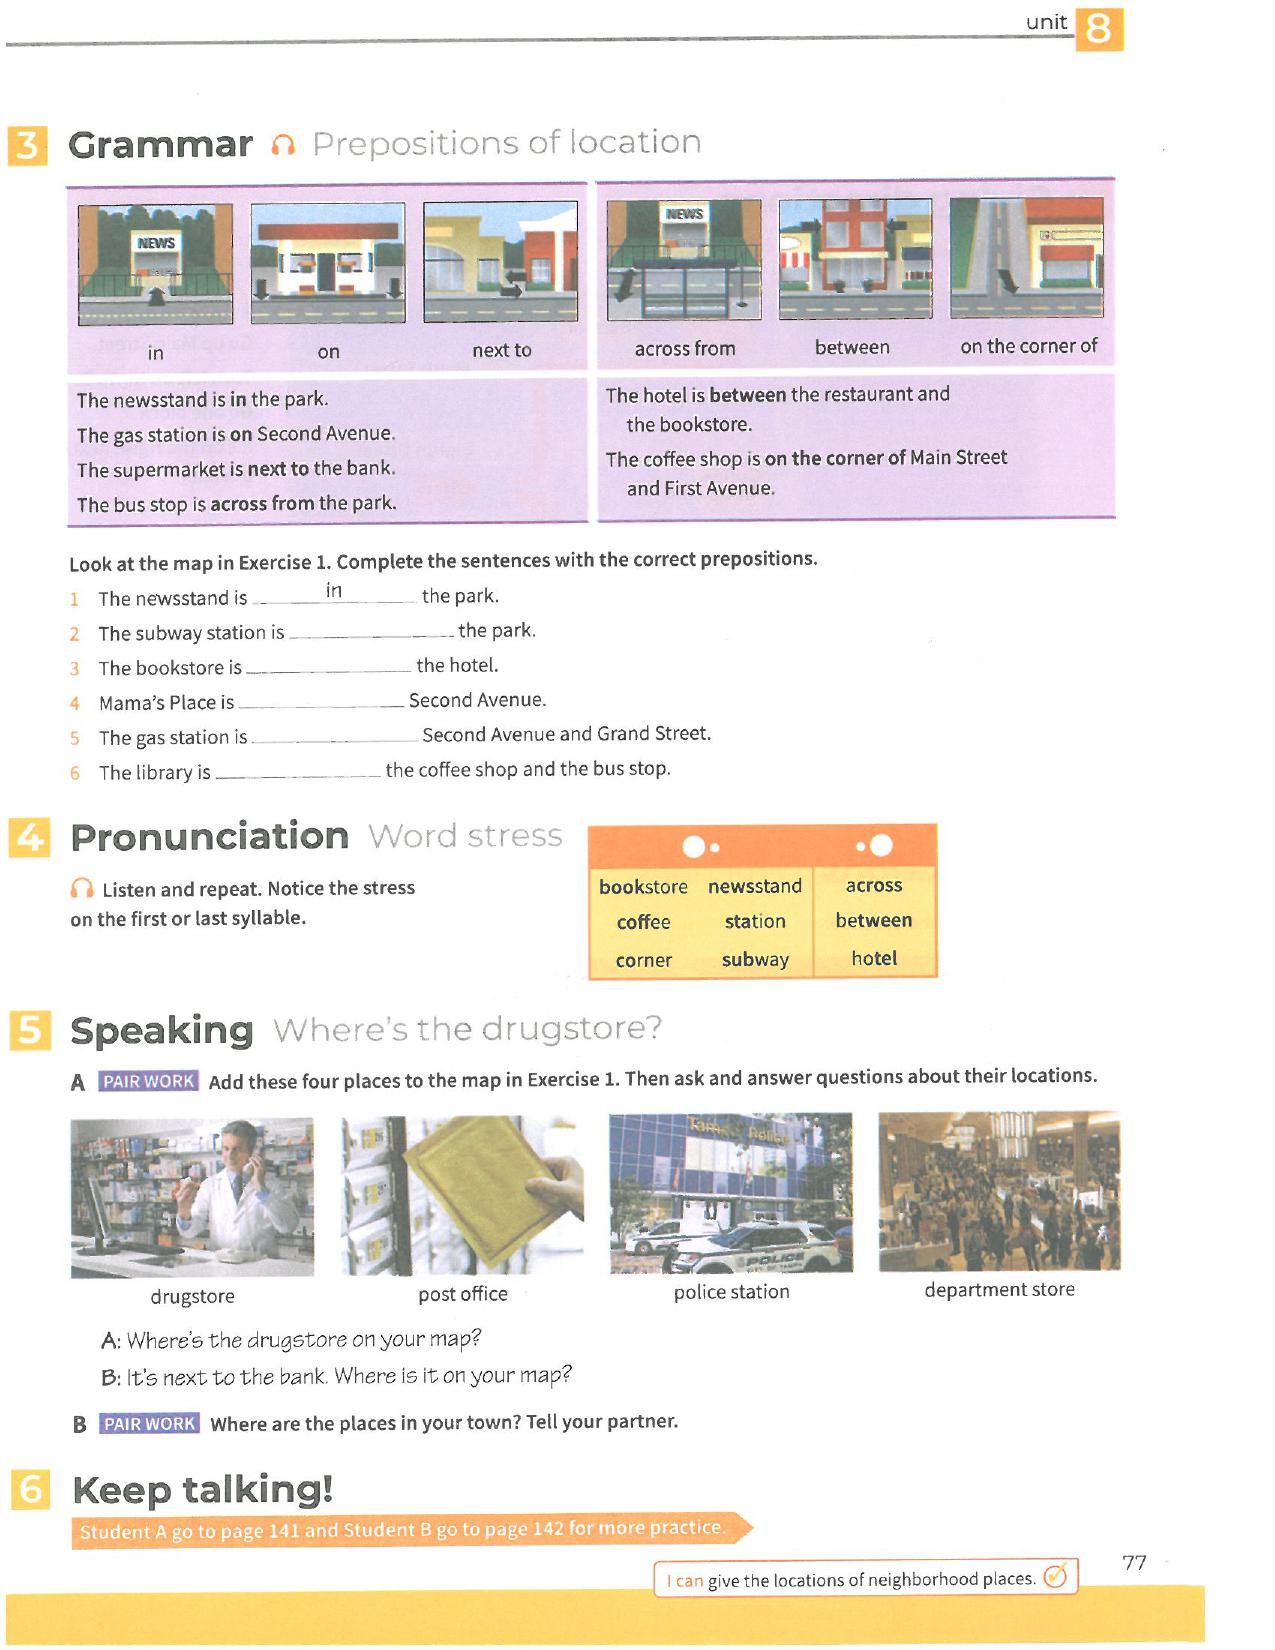 unit 8
3 Grammar Prepositions of location
NEWS
NEWS
in
on
next to
across from
between
on the corner of
The newsstand is in the park.
The gas station is on Second Avenue.
The supermarket is next to the bank.
The bus stop is across from the park.
The hotel is between the restaurant and
the bookstore.
The coffee shop is on the corner of Main Street
and First Avenue.
Look at the map in Exercise 1. Complete the sentences with the correct prepositions.
1 The newsstand is in the park.
2 The subway station is the park.
3 The bookstore is the hotel.
4 Mama's Place is Second Avenue.
5 The gas station is Second Avenue and Grand Street.
6 The library is the coffee shop and the bus stop.
4 Pronunciation Word stress
Listen and repeat. Notice the stress
on the first or last syllable.
bookstore newsstand across
coffee station between
corner subway hotel
5 Speaking Where's the drugstore?
A PAIR WORK Add these four places to the map in Exercise 1. Then ask and answer questions about their locations.
Police
POLICE
drugstore
post office
police station
department store
A: Where's the drugstore on your map?
B: It's next to the bank. Where is it on your map?
B PAIR WORK Where are the places in your town? Tell your partner.
6 Keep talking!
Student A go to page 141 and Student B go to page 142 for more practice.
I can give the locations of neighborhood places.
77